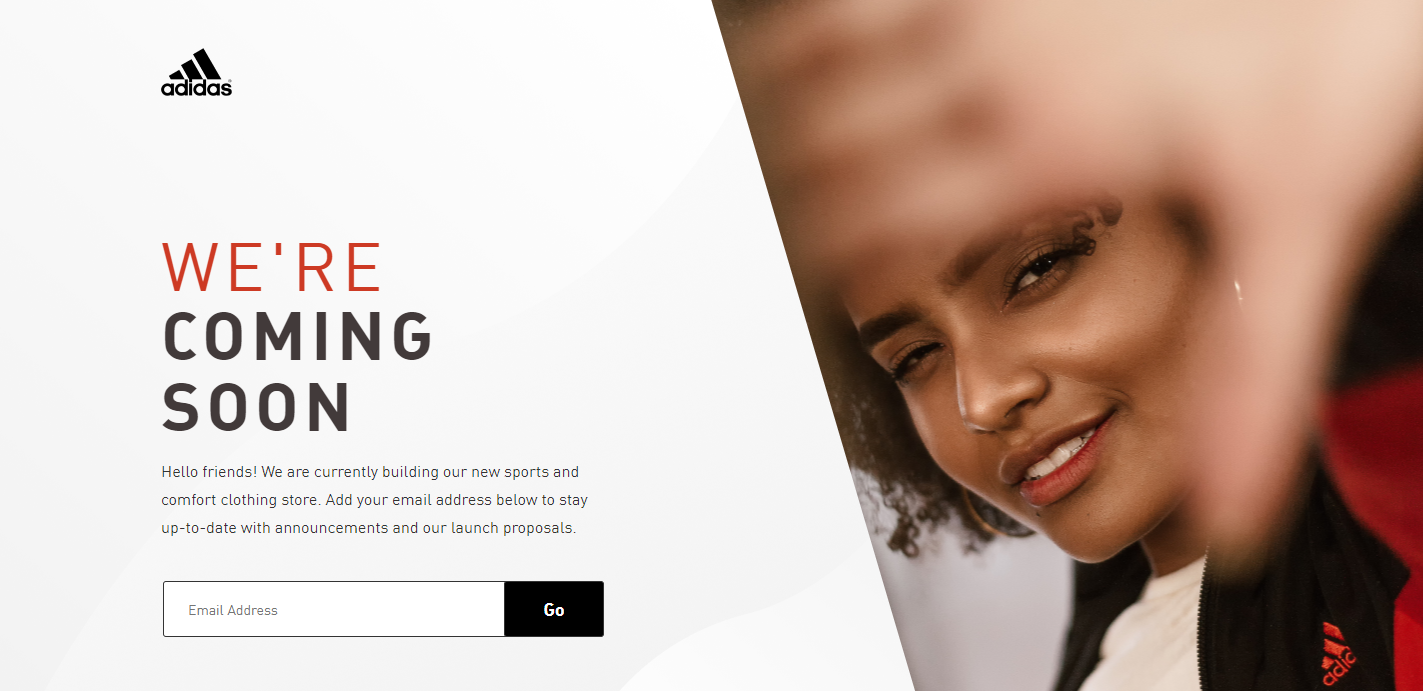 adidas
WE'RE
COMING
SOON
Hello friends! We are currently building our new sports and
comfort clothing store. Add your email address below to stay
up-to-date with announcements and our launch proposals.
Email Address
Go
adid